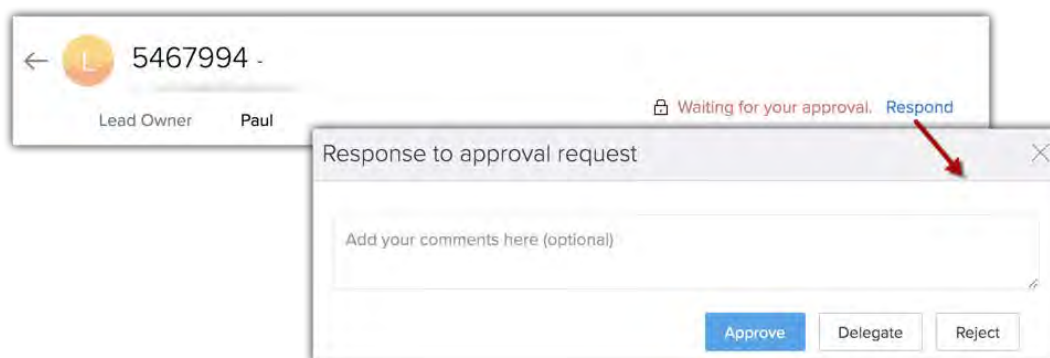 L
5467994 -
Lead Owner Paul
Waiting for your approval. Respond
Response to approval request
Add your comments here (optional)
Approve Delegate Reject